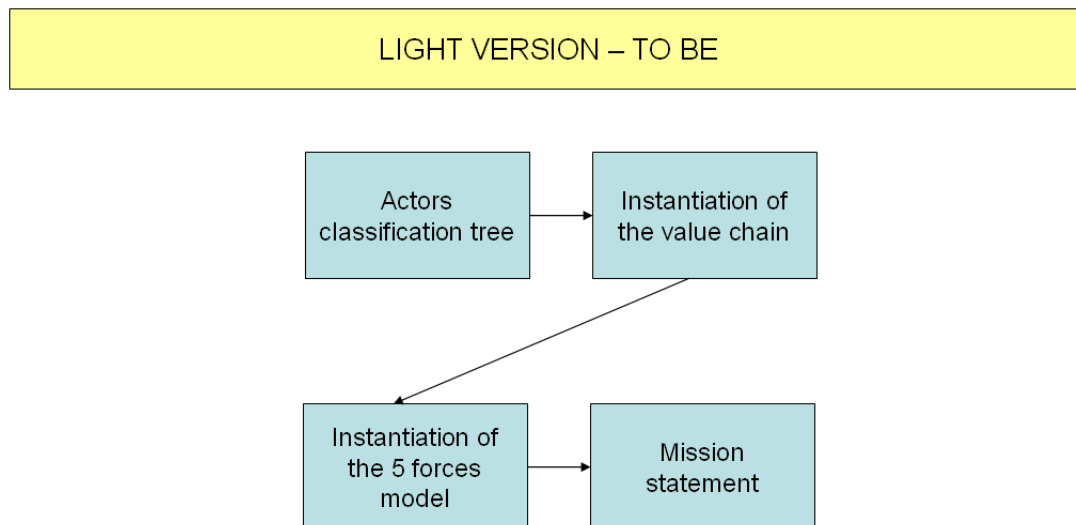 LIGHT VERSION – TO BE
Actors
classification tree
Instantiation of
the value chain
Instantiation of
the 5 forces
model
Mission
statement